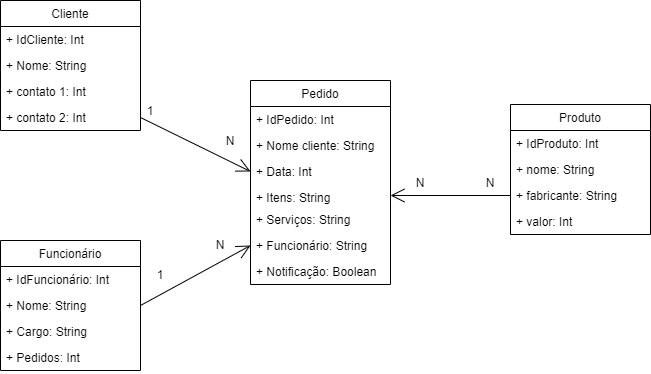 Cliente
+ IdCliente: Int
+ Nome: String
+ contato 1: Int
+ contato 2: Int
1
N
Pedido
+ IdPedido: Int
+ Nome cliente: String
+ Data: Int
+ Itens: String
+ Serviços: String
+ Funcionário: String
+ Notificação: Boolean
N
N
Produto
+ IdProduto: Int
+ nome: String
+ fabricante: String
+ valor: Int
Funcionário
+ IdFuncionário: Int
+ Nome: String
+ Cargo: String
+ Pedidos: Int
1
N